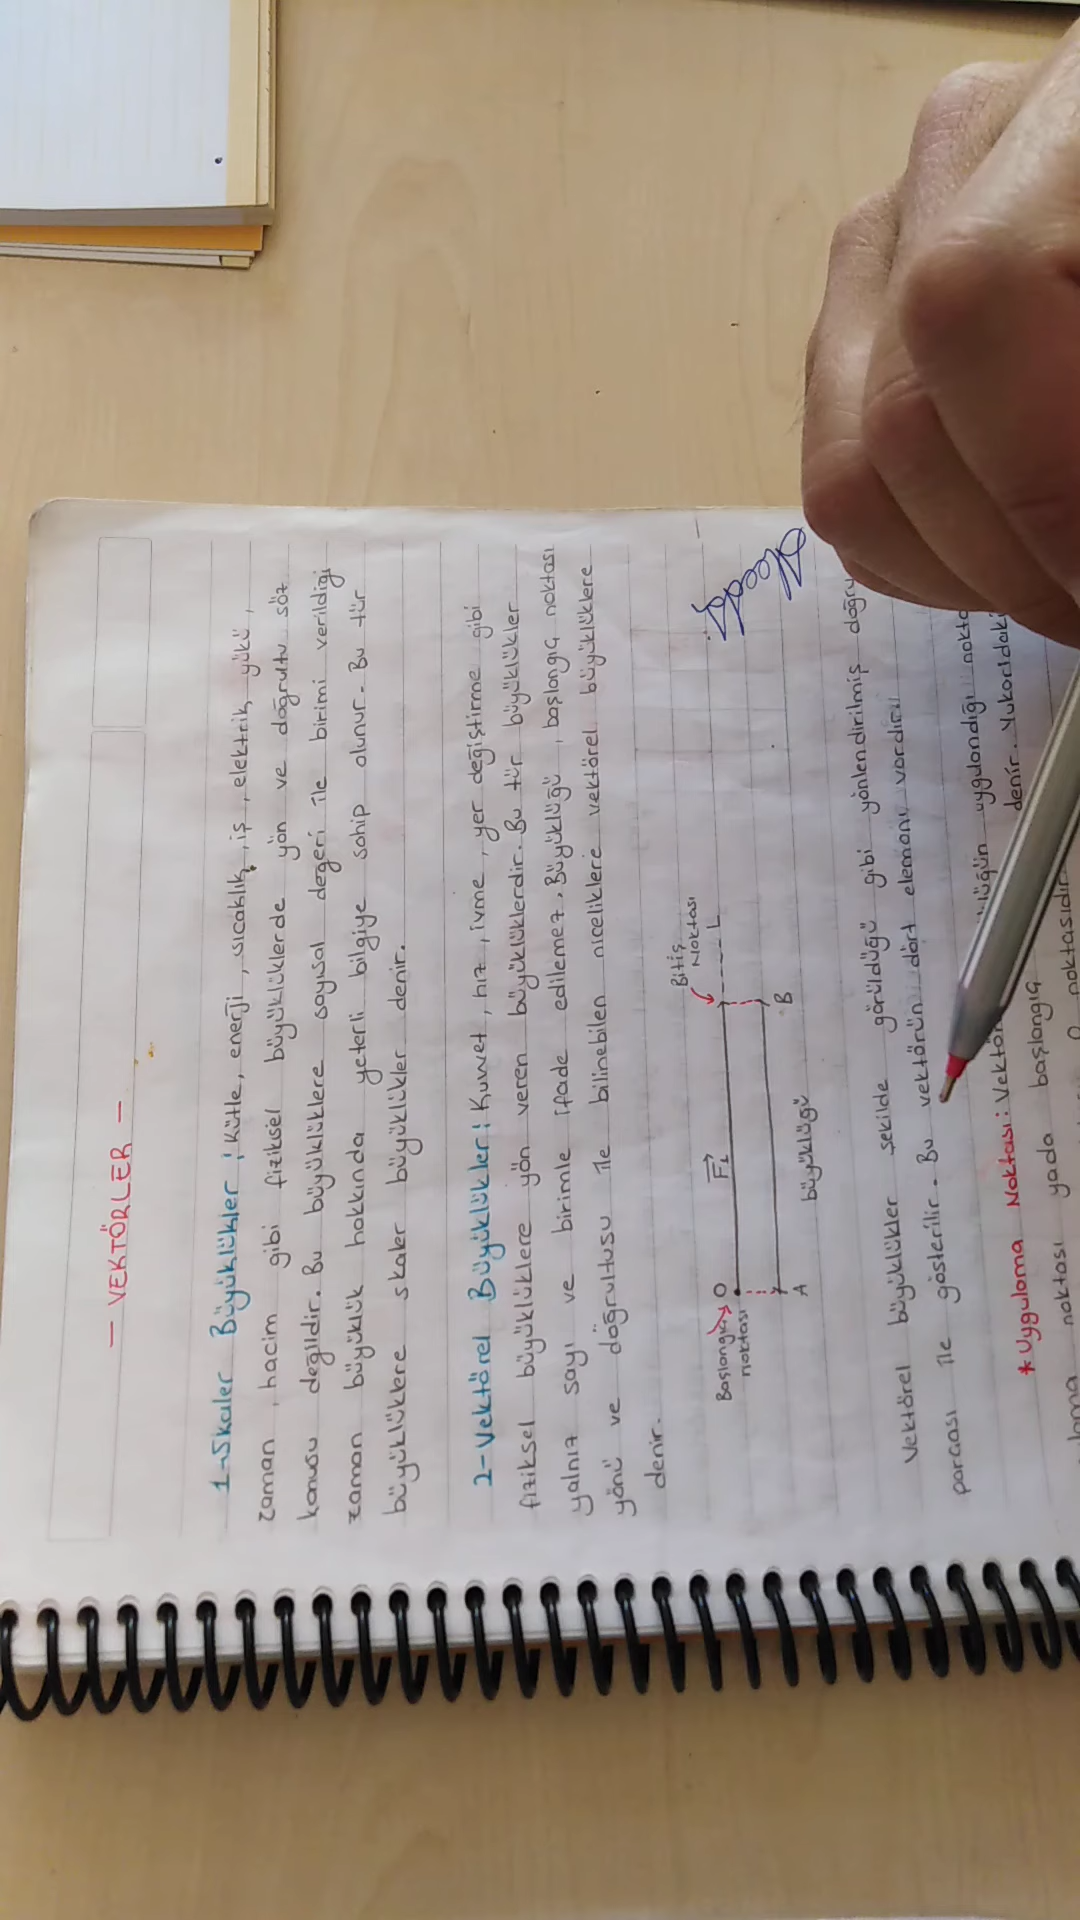 — VEKTÖRLER —
1-Skaler Büyüklükler: Kütle, enerji, sıcaklık, iş, elektrik yükü,
zaman, hacim gibi fiziksel büyüklüklerde yön ve doğrultu söz
konusu değildir. Bu büyüklüklere sayısal değeri ile birimi verildiği
zaman büyüklük hakkında yeterli bilgiye sahip olunur. Bu tür
büyüklüklere skaler büyüklükler denir.
2-Vektörel Büyüklükler: Kuvvet, hız, ivme, yer değiştirme gibi
fiziksel büyüklüklere yön veren büyüklüklerdir. Bu tür büyüklükler
yalnız sayı ve birimle ifade edilemez. Büyüklüğü, başlangıç noktası
yönü ve doğrultusu ile bilinebilen niceliklere vektörel büyüklüklere
denir.
Başlangıç
noktası
O
F₁
Bitiş
Noktası
L
A
B
büyüklüğü
Vektörel büyüklükler şekilde görüldüğü gibi yönlendirilmiş doğru
parçası ile gösterilir. Bu vektörün dört elemanı vardır.
*Uygulama Noktası: Vektör uygulandığı
noktası yada başlangıç noktasıdır.
denir. Yukarıdaki